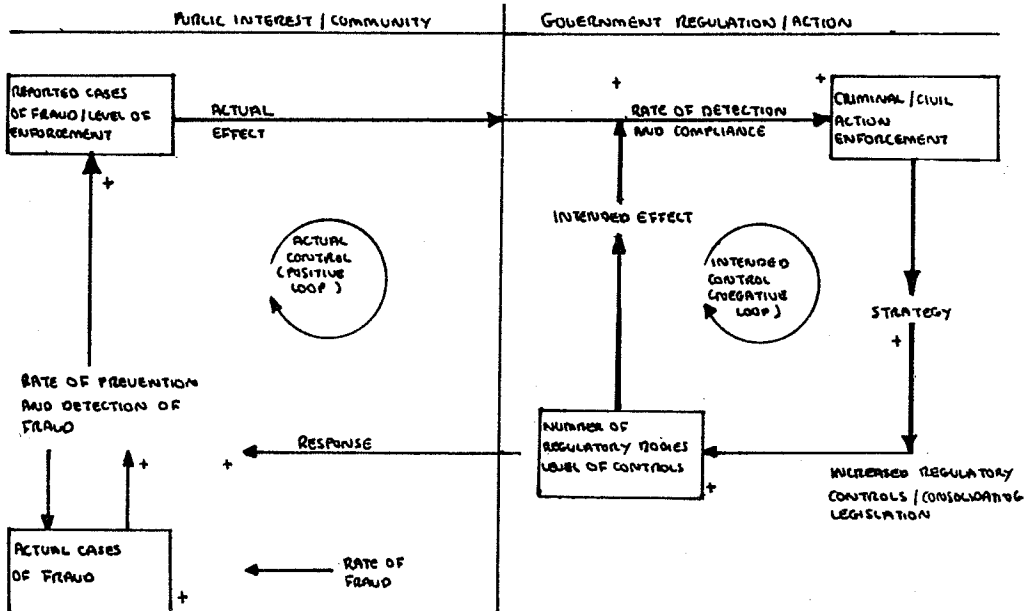 PUBLIC INTEREST / COMMUNITY
GOVERNMENT REGULATION / ACTION
REPORTED CASES
OF FRAUD / LEVEL OF
ENFORCEMENT
+
ACTUAL
EFFECT
+
RATE OF DETECTION
AND COMPLIANCE
+
CRIMINAL / CIVIL
ACTION
ENFORCEMENT
INTENDED EFFECT
ACTUAL
CONTROL
(POSITIVE
LOOP)
INTENDED
CONTROL
(NEGATIVE
LOOP)
STRATEGY
+
RATE OF PREVENTION
AND DETECTION OF
FRAUD
+
+
RESPONSE
NUMBER OF
REGULATORY BODIES
LEVEL OF CONTROLS
+
INCREASED REGULATORY
CONTROLS / CONSOLIDATING
LEGISLATION
ACTUAL CASES
OF FRAUD
+
RATE OF
FRAUD